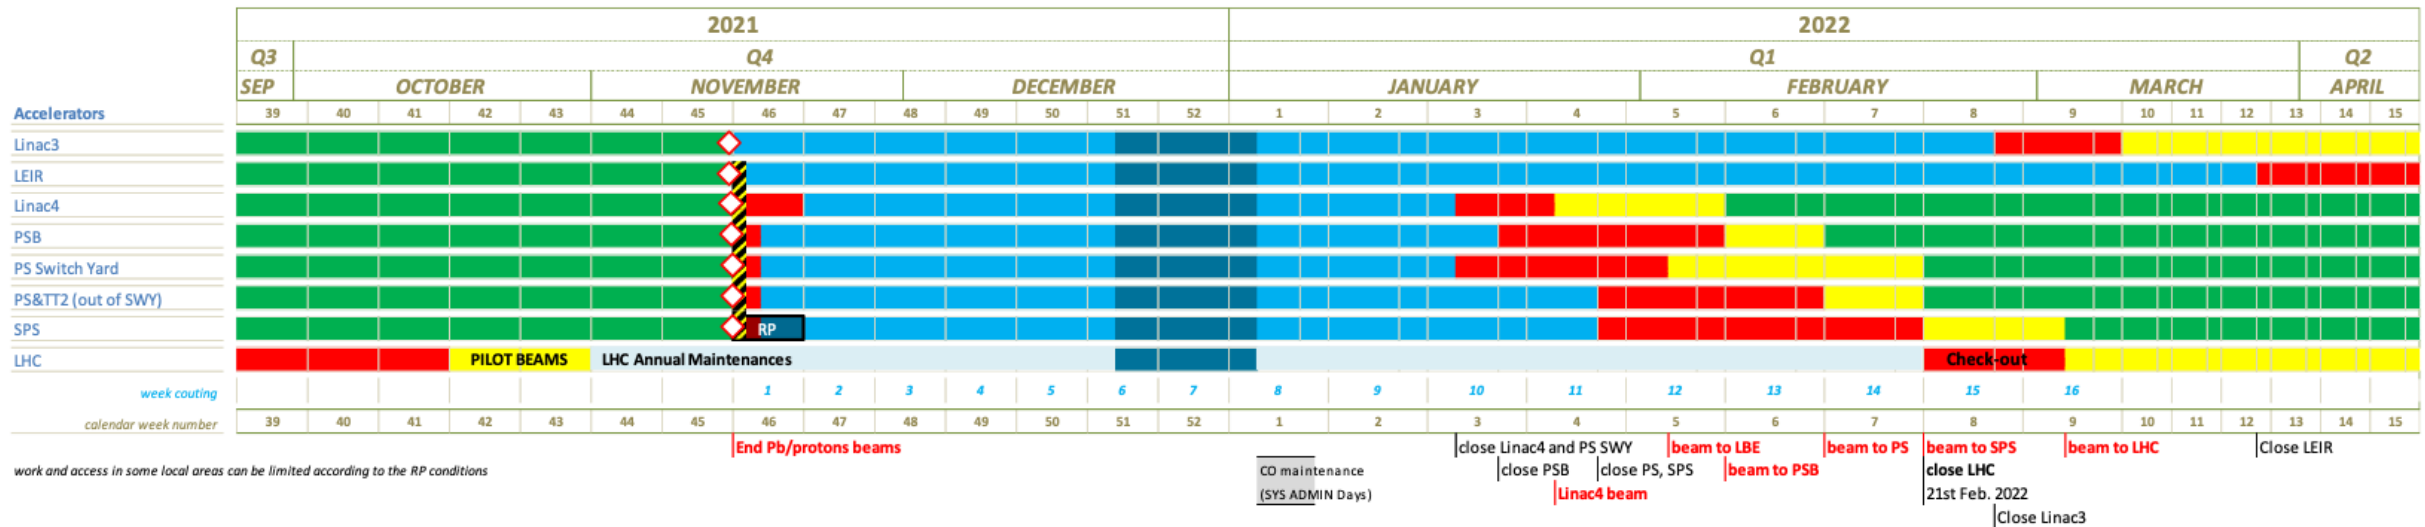 2021 2022
Q3 Q4 Q1 Q2
SEP OCTOBER NOVEMBER DECEMBER JANUARY FEBRUARY MARCH APRIL
Accelerators 39 40 41 42 43 44 45 46 47 48 49 50 51 52 1 2 3 4 5 6 7 8 9 10 11 12 13 14 15
Linac3
LEIR
Linac4
PSB
PS Switch Yard
PS&TT2 (out of SWY)
SPS RP
LHC PILOT BEAMS LHC Annual Maintenances Check-out
week couting 1 2 3 4 5 6 7 8 9 10 11 12 13 14 15 16
calendar week number 39 40 41 42 43 44 45 46 47 48 49 50 51 52 1 2 3 4 5 6 7 8 9 10 11 12 13 14 15
End Pb/protons beams close Linac4 and PS SWY beam to LBE beam to PS beam to SPS beam to LHC Close LEIR
work and access in some local areas can be limited according to the RP conditions CO maintenance close PSB close PS, SPS beam to PSB close LHC
(SYS ADMIN Days) Linac4 beam 21st Feb. 2022
Close Linac3